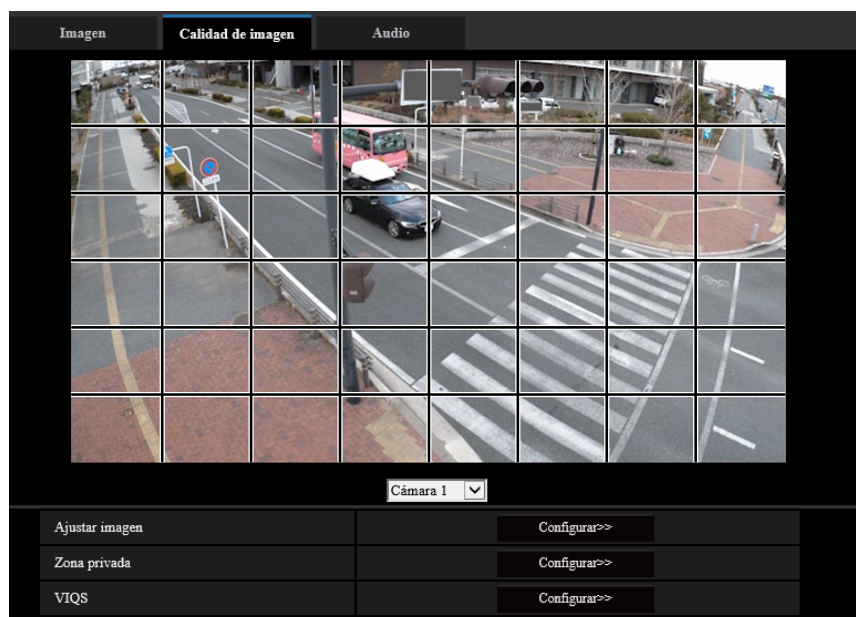 Imagen Calidad de imagen Audio
Cámara 1
Ajustar imagen Configurar>>
Zona privada Configurar>>
VIQS Configurar>>